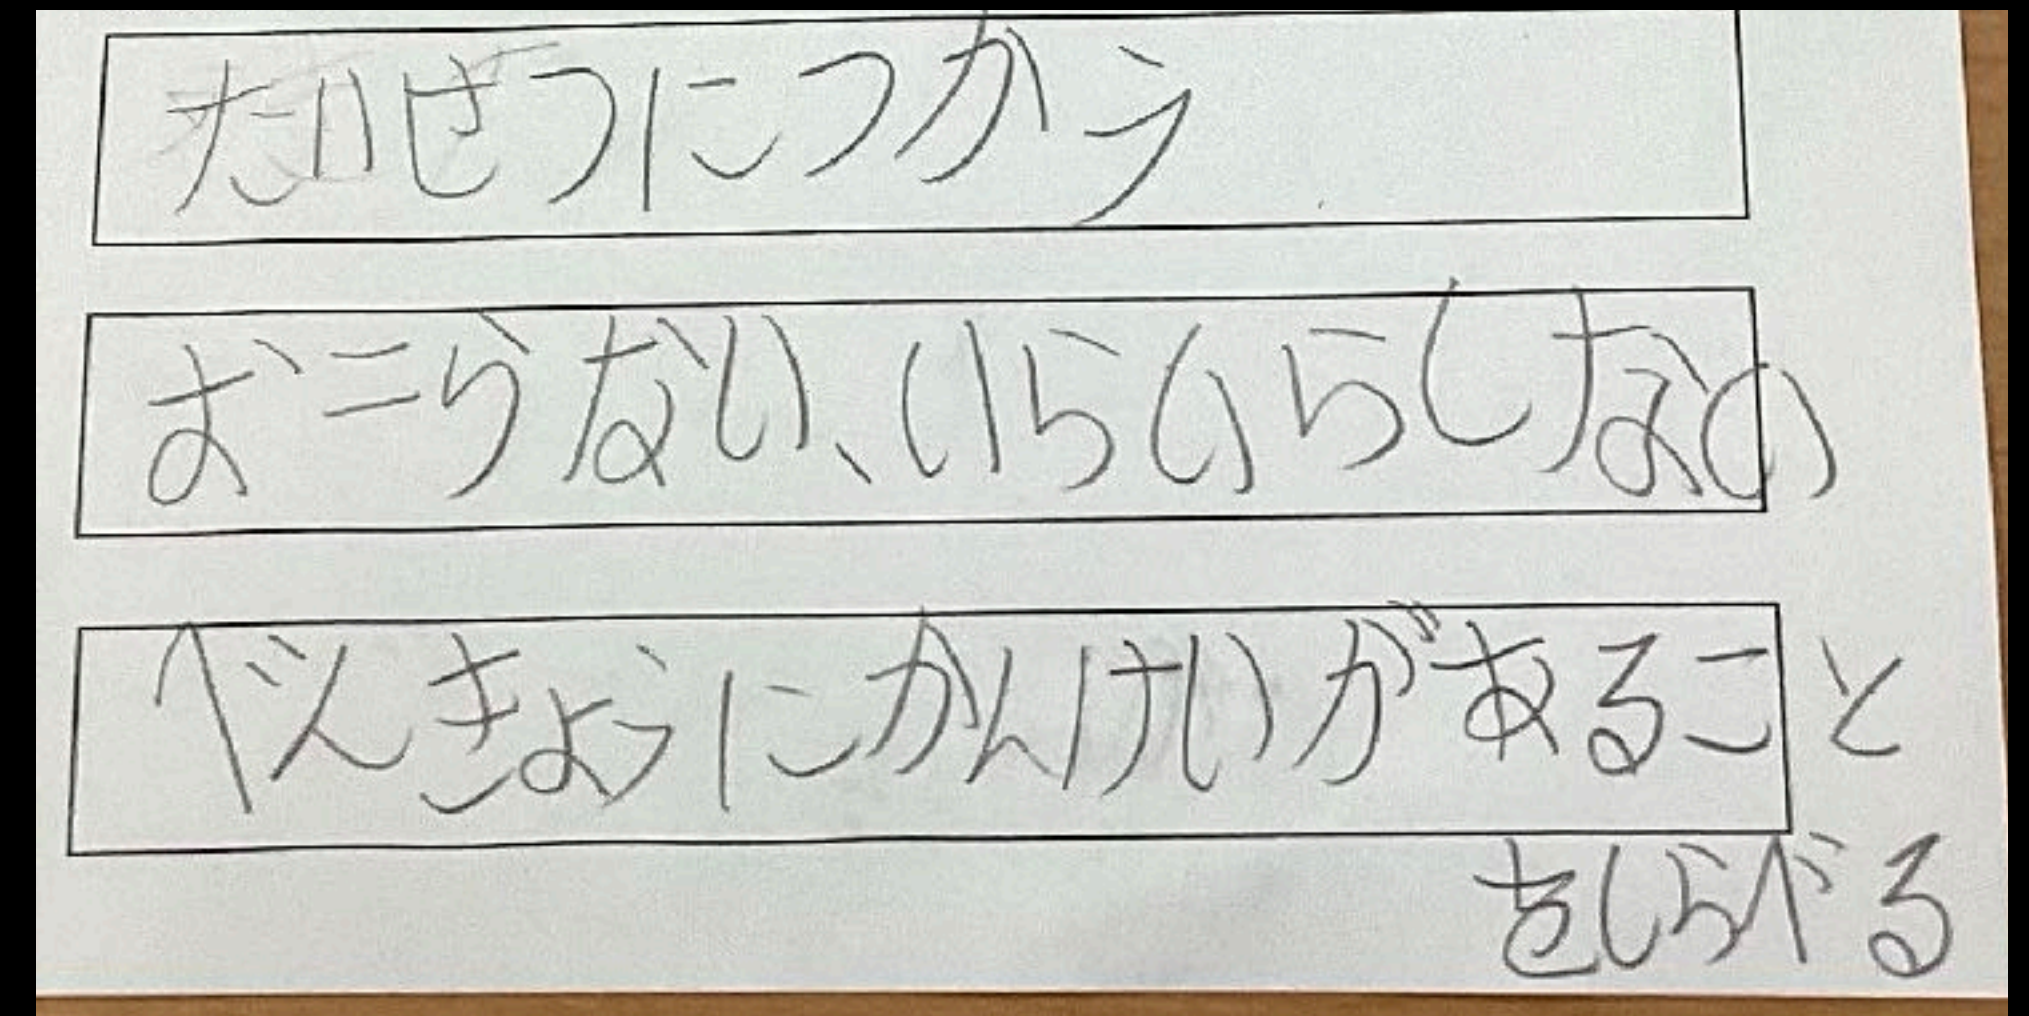 たいせつにつかう
おこらない、いらいらしない
べんきょうにかんけいがあること
をしらべる